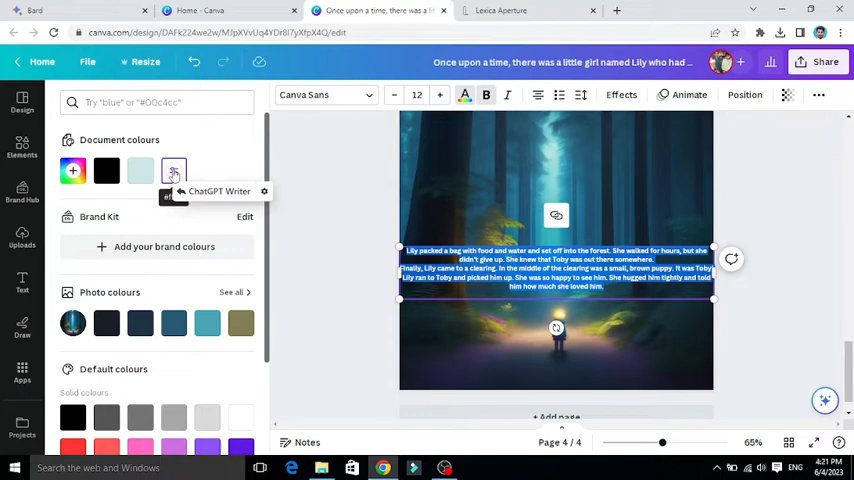 Bard
Home - Canva
Once upon a time, there was a li
Lexica Aperture
canva.com/design/DAFk224we2w/MJpXVvUq6WyfGXfu4Q0RYQ/edit
Home
File
Resize
Once upon a time, there was a little girl named Lily who had ...
Share
Design
Elements
Brand Hub
Uploads
Text
Draw
Apps
Projects
Try "blue" or "#00c4cc"
Document colours
ChatGPT Writer
Brand Kit
Edit
Add your brand colours
Photo colours
See all
Default colours
Solid colours
Canva Sans
12
A
B
I
Effects
Animate
Position
Lily packed a bag with food and water and set off into the forest. She walked for hours, but she
didn't give up. She knew that Toby was out there somewhere.
Finally, Lily came to a clearing. In the middle of the clearing was a small, brown puppy. It was Toby
Lily ran to Toby and picked him up. She was so happy to see him. She hugged him tightly and told
him how much she loved him.
+ Add page
Notes
Page 4 / 4
65%
Search the web and Windows
ENG
4:21 PM
6/4/2023